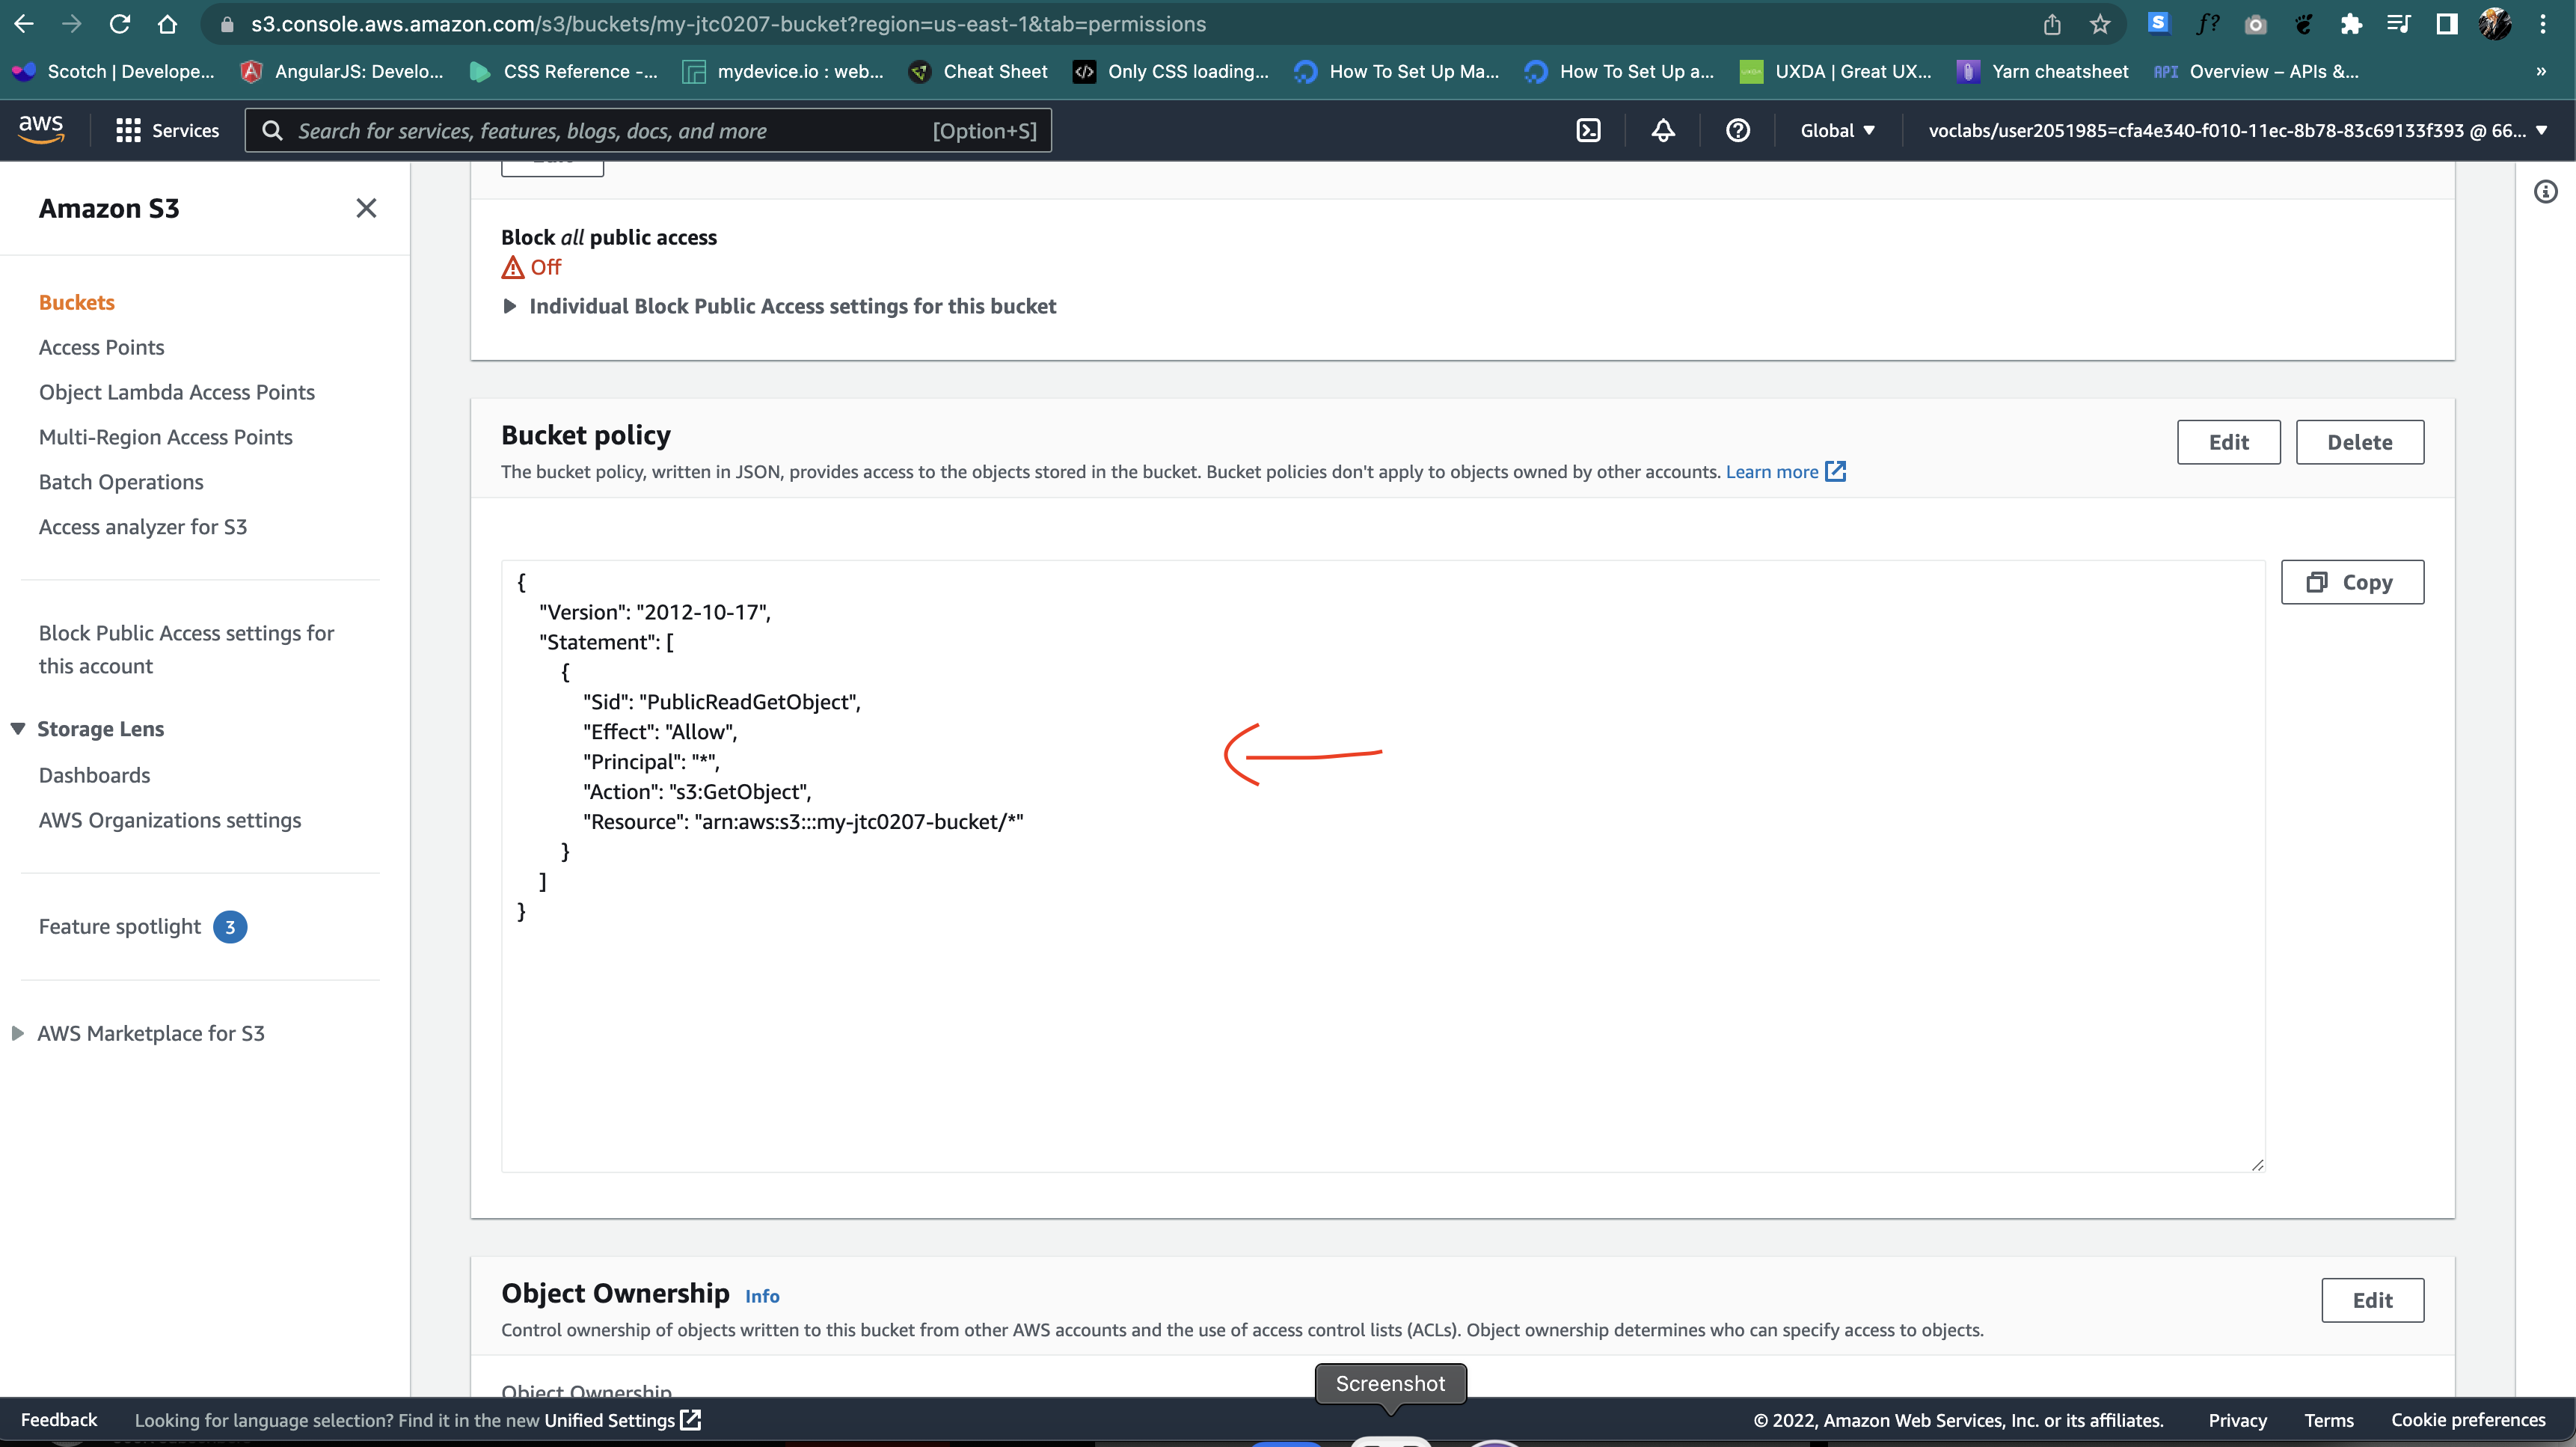 s3.console.aws.amazon.com/s3/buckets/my-jtc0207-bucket?region=us-east-1&tab=permissions
Scotch | Develope... AngularJS: Develo... CSS Reference -... mydevice.io : web... Cheat Sheet Only CSS loading... How To Set Up Ma... How To Set Up a... UXDA | Great UX... Yarn cheatsheet API Overview – APIs &... »
aws Services Search for services, features, blogs, docs, and more [Option+S] Global voclabs/user2051985=cfa4e340-f010-11ec-8b78-83c69133f393 @ 66...
Amazon S3
Buckets
Access Points
Object Lambda Access Points
Multi-Region Access Points
Batch Operations
Access analyzer for S3
Block Public Access settings for
this account
Storage Lens
Dashboards
AWS Organizations settings
Feature spotlight 3
AWS Marketplace for S3
Block all public access
Off
Individual Block Public Access settings for this bucket
Bucket policy
Edit Delete
The bucket policy, written in JSON, provides access to the objects stored in the bucket. Bucket policies don't apply to objects owned by other accounts. Learn more
Copy
{
"Version": "2012-10-17",
"Statement": [
{
"Sid": "PublicReadGetObject",
"Effect": "Allow",
"Principal": "*",
"Action": "s3:GetObject",
"Resource": "arn:aws:s3:::my-jtc0207-bucket/*"
}
]
}
Object Ownership Info
Edit
Control ownership of objects written to this bucket from other AWS accounts and the use of access control lists (ACLs). Object ownership determines who can specify access to objects.
Object Ownership
Screenshot
Feedback Looking for language selection? Find it in the new Unified Settings © 2022, Amazon Web Services, Inc. or its affiliates. Privacy Terms Cookie preferences